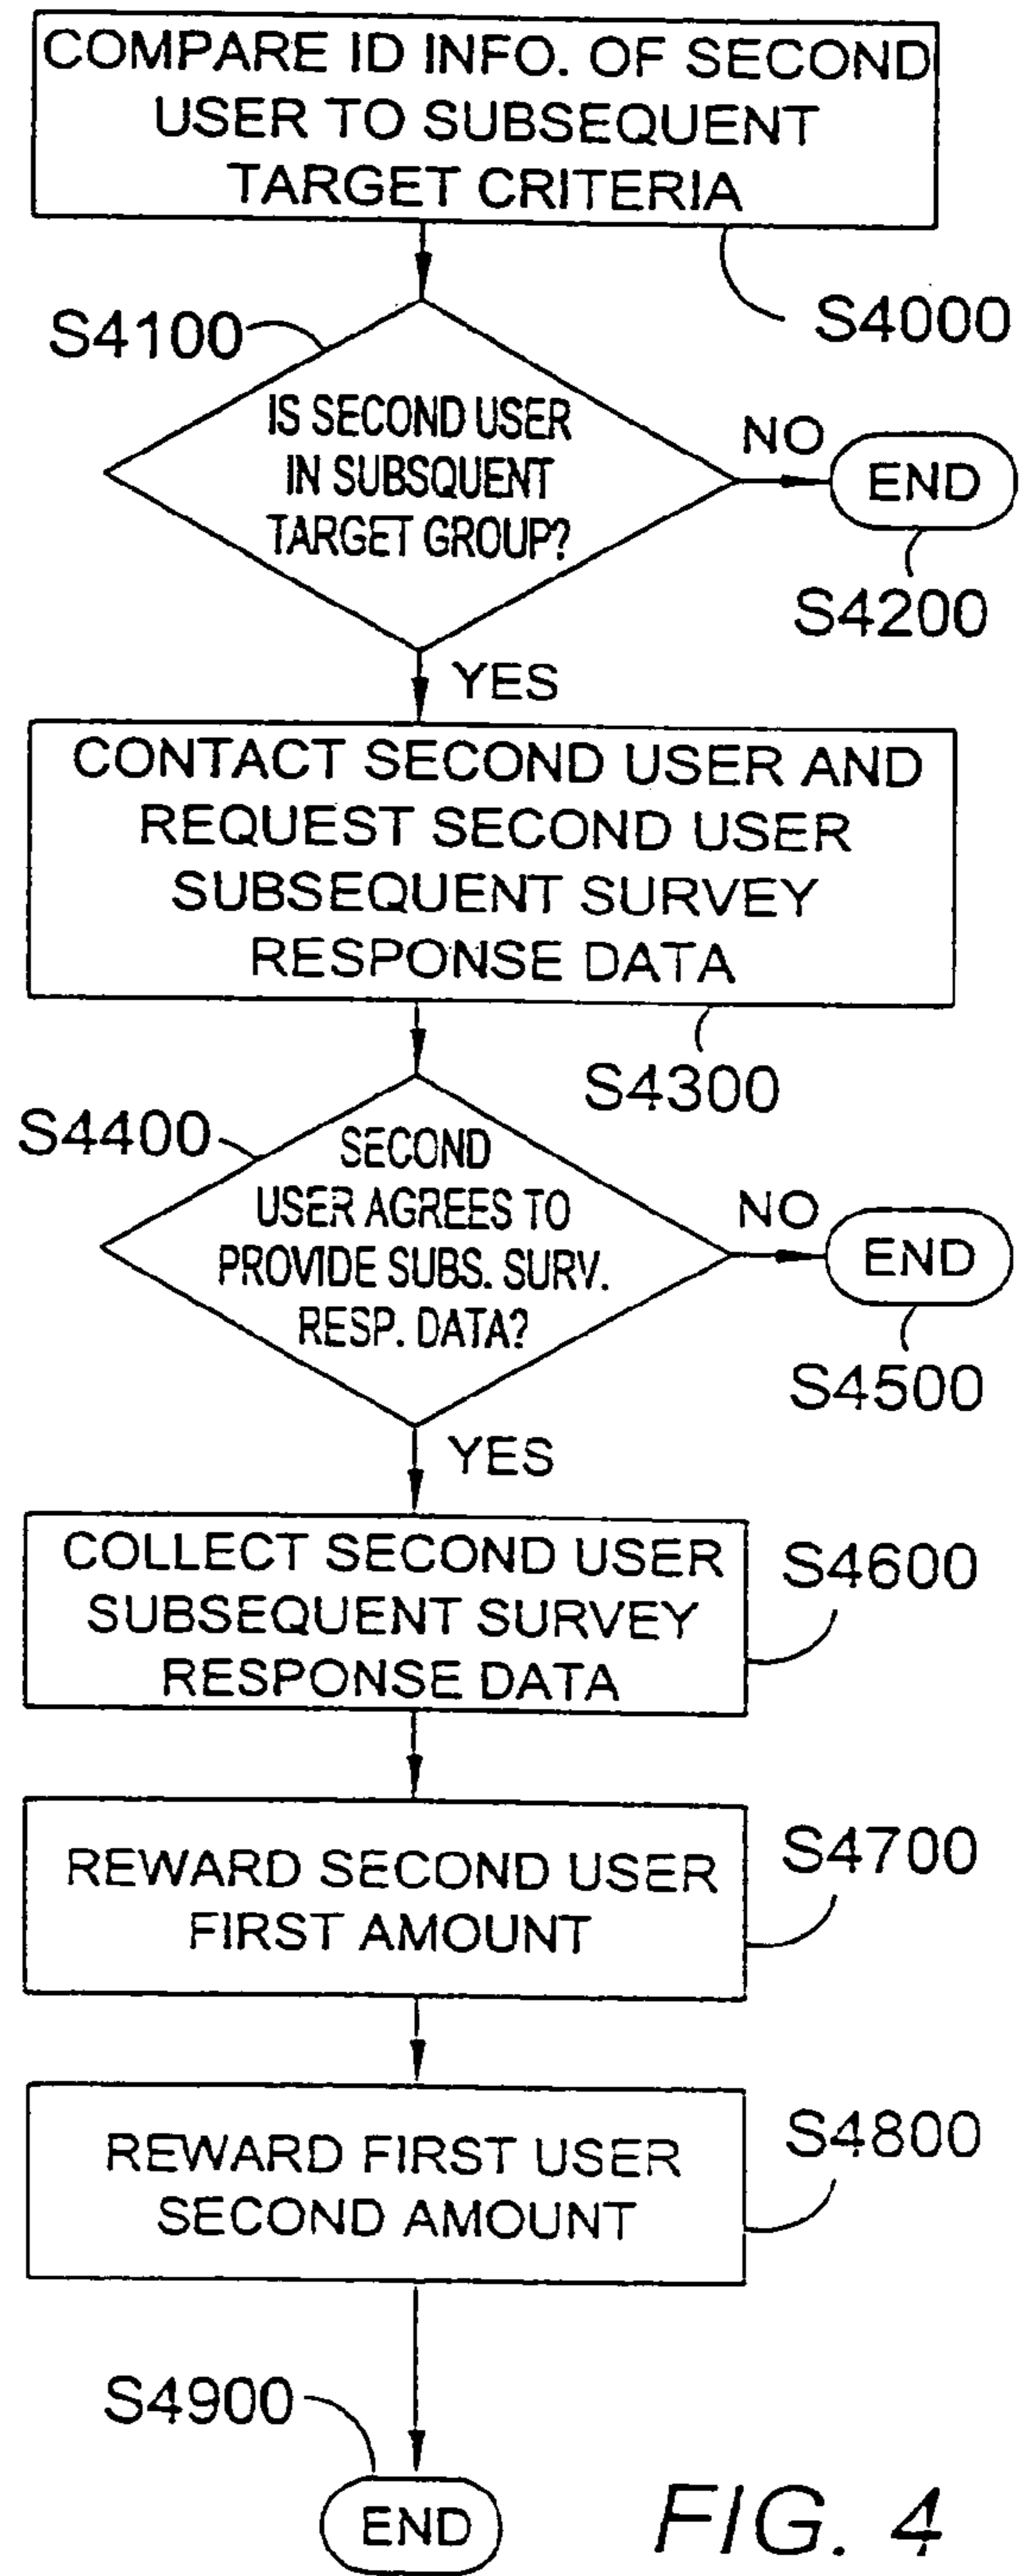 COMPARE ID INFO. OF SECOND
USER TO SUBSEQUENT
TARGET CRITERIA
S4000
S4100
IS SECOND USER
IN SUBSQUENT
TARGET GROUP?
NO
END
S4200
YES
CONTACT SECOND USER AND
REQUEST SECOND USER
SUBSEQUENT SURVEY
RESPONSE DATA
S4300
S4400
SECOND
USER AGREES TO
PROVIDE SUBS. SURV.
RESP. DATA?
NO
END
S4500
YES
COLLECT SECOND USER
SUBSEQUENT SURVEY
RESPONSE DATA
S4600
REWARD SECOND USER
FIRST AMOUNT
S4700
REWARD FIRST USER
SECOND AMOUNT
S4800
S4900
END
FIG. 4